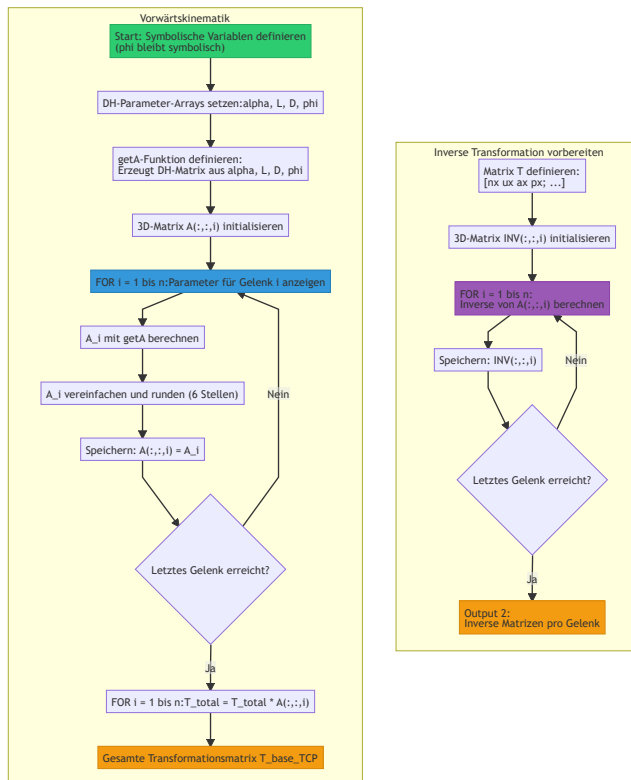 Vorwärtskinematik
Start: Symbolische Variablen definieren
(phi bleibt symbolisch)
DH-Parameter-Arrays setzen:alpha, L, D, phi
getA-Funktion definieren:
Erzeugt DH-Matrix aus alpha, L, D, phi
3D-Matrix A(:,:,i) initialisieren
FOR i = 1 bis n:Parameter für Gelenk i anzeigen
A_i mit getA berechnen
A_i vereinfachen und runden (6 Stellen)
Nein
Speichern: A(:,:,i) = A_i
Letztes Gelenk erreicht?
Ja
FOR i = 1 bis n:T_total = T_total * A(:,:,i)
Gesamte Transformationsmatrix T_base_TCP
Inverse Transformation vorbereiten
Matrix T definieren:
[nx ux ax px; ...]
3D-Matrix INV(:,:,i) initialisieren
FOR i = 1 bis n:
Inverse von A(:,:,i) berechnen
Speichern: INV(:,:,i)
Nein
Letztes Gelenk erreicht?
Ja
Output 2:
Inverse Matrizen pro Gelenk